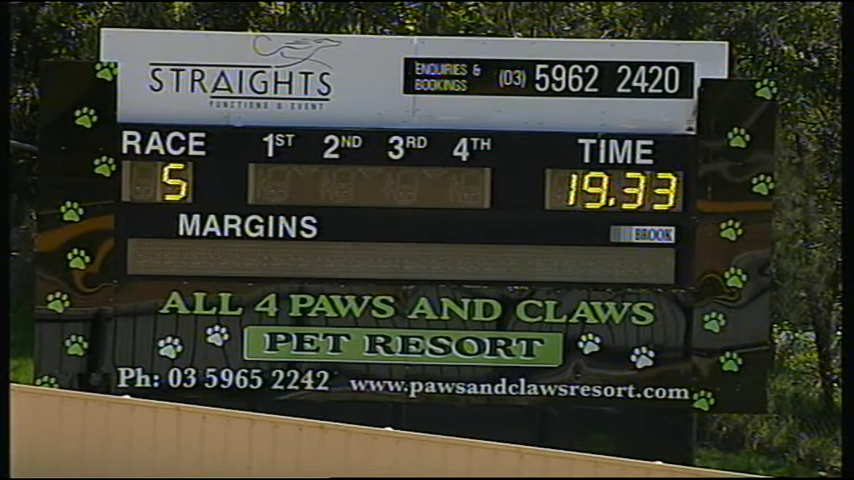 STRAIGHTS
FUNCTIONS & EVENT
ENQUIRIES & BOOKINGS (03) 5962 2420
RACE 1ST 2ND 3RD 4TH TIME
5 19.33
MARGINS BROOK
ALL 4 PAWS AND CLAWS
PET RESORT
Ph: 03 5965 2242 www.pawsandclawsresort.com